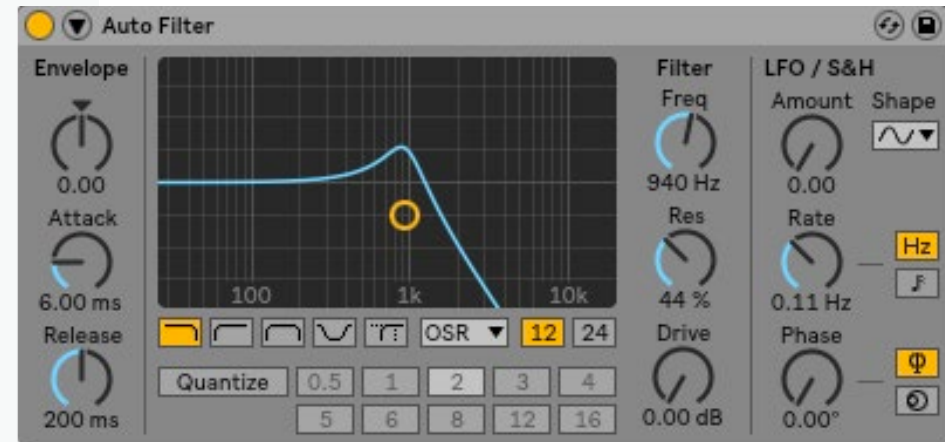 Auto Filter
Envelope
0.00
Attack
6.00 ms
Release
200 ms
100 1k 10k
OSR 12 24
Quantize 0.5 1 2 3 4
5 6 8 12 16
Filter
Freq
940 Hz
Res
44 %
Drive
0.00 dB
LFO / S&H
Amount Shape
0.00
Rate
Hz
0.11 Hz
Phase
Φ
0.00°